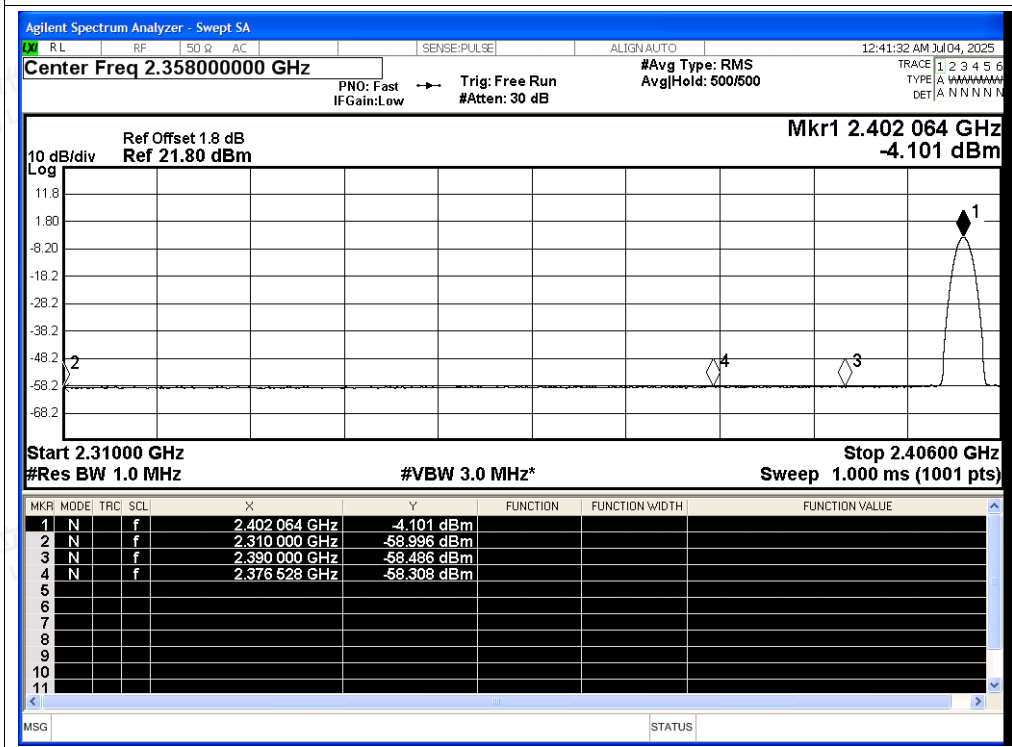 Agilent Spectrum Analyzer - Swept SA
LXI RL RF 50 Ω AC SENSE:PULSE ALIGN AUTO 12:41:32 AM Jul 04, 2025
Center Freq 2.358000000 GHz
PNO: Fast Trig: Free Run #Avg Type: RMS TRACE 1 2 3 4 5 6
IFGain:Low #Atten: 30 dB Avg|Hold: 500/500 TYPE A WWWWW
DET A N N N N N
Mkr1 2.402 064 GHz
-4.101 dBm
Ref Offset 1.8 dB
10 dB/div Ref 21.80 dBm
Log
11.8
1.80
-8.20
-18.2
-28.2
-38.2
-48.2
-58.2
-68.2
1
2
4
3
Start 2.31000 GHz Stop 2.40600 GHz
#Res BW 1.0 MHz #VBW 3.0 MHz* Sweep 1.000 ms (1001 pts)
MKR MODE TRC SCL X Y FUNCTION FUNCTION WIDTH FUNCTION VALUE
1 N f 2.402 064 GHz -4.101 dBm
2 N f 2.310 000 GHz -58.996 dBm
3 N f 2.390 000 GHz -58.486 dBm
4 N f 2.376 528 GHz -58.308 dBm
5
6
7
8
9
10
11
MSG STATUS